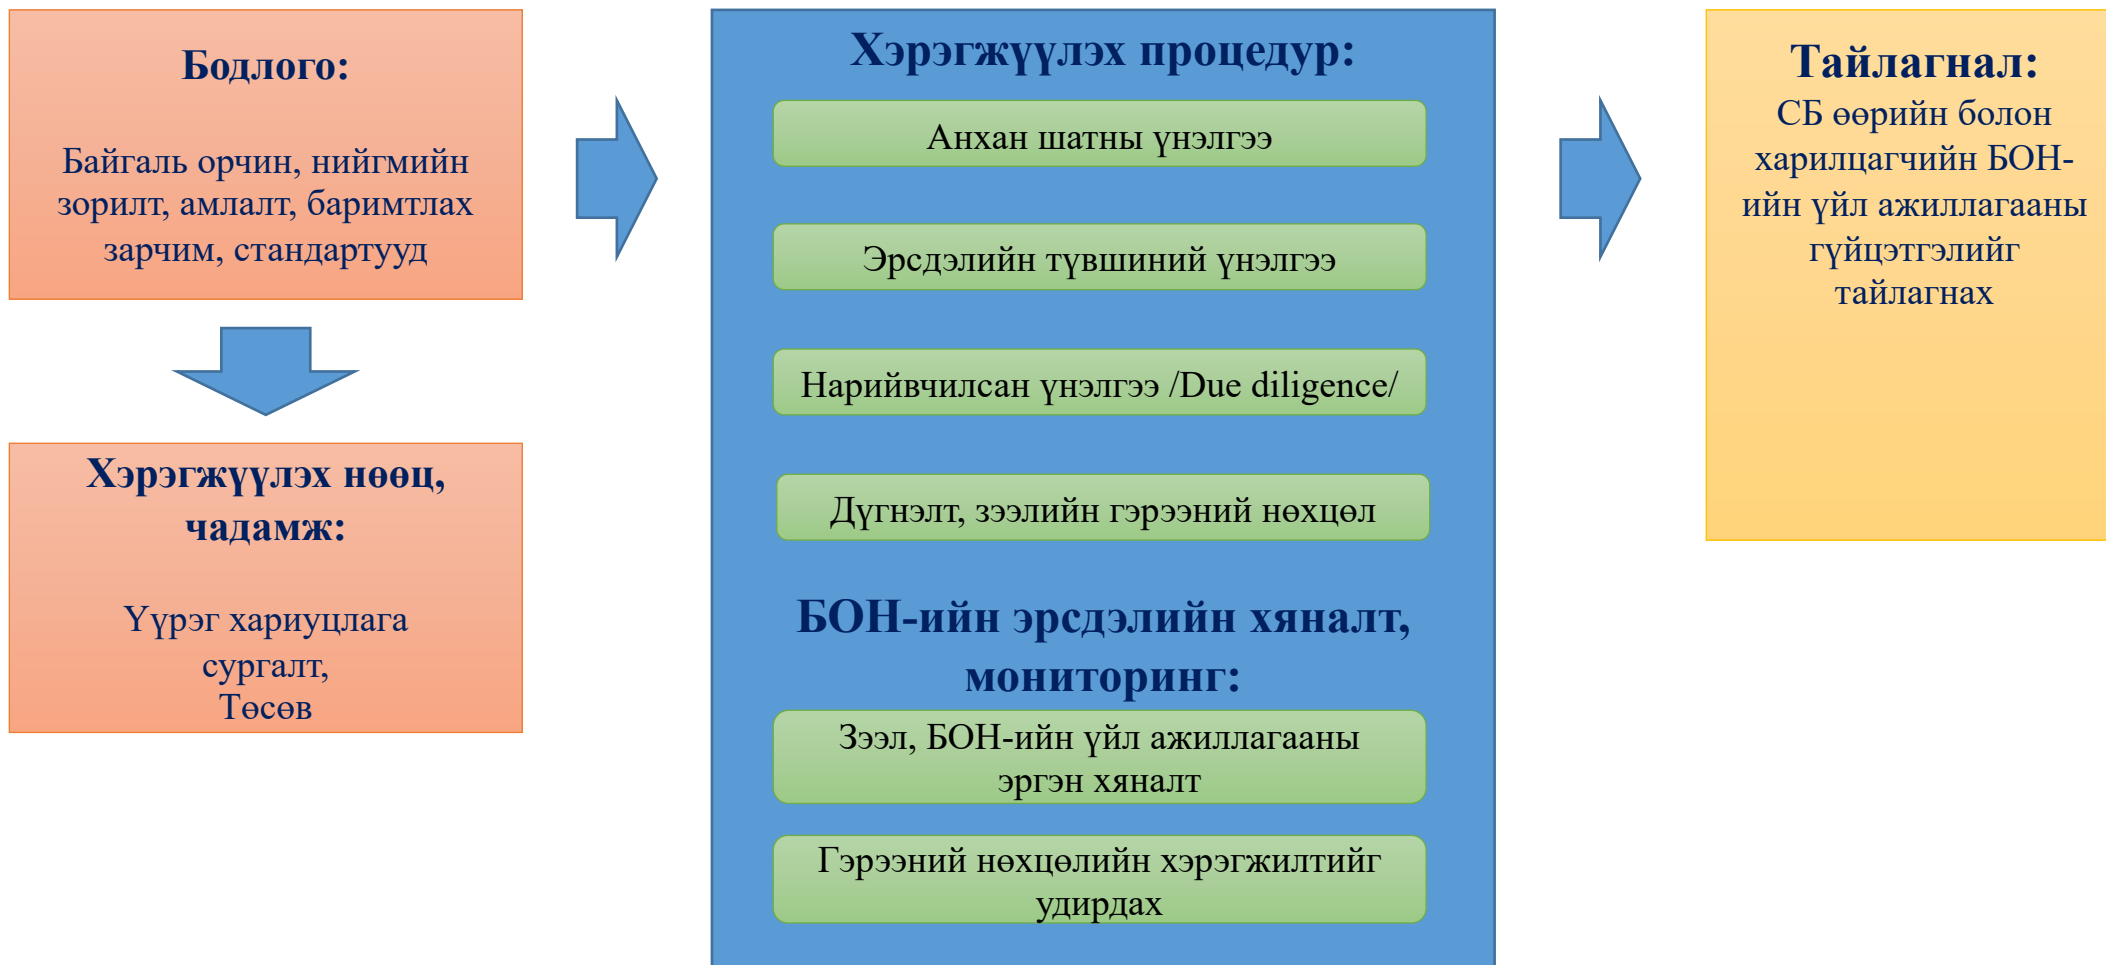 Бодлого:
Байгаль орчин, нийгмийн
зорилт, амлалт, баримтлах
зарчим, стандартууд
Хэрэгжүүлэх нөөц,
чадамж:
Үүрэг хариуцлага
сургалт,
Төсөв
Хэрэгжүүлэх процедур:
Анхан шатны үнэлгээ
Эрсдэлийн түвшиний үнэлгээ
Нарийвчилсан үнэлгээ /Due diligence/
Дүгнэлт, зээлийн гэрээний нөхцөл
БОН-ийн эрсдэлийн хяналт,
мониторинг:
Зээл, БОН-ийн үйл ажиллагааны
эргэн хяналт
Гэрээний нөхцөлийн хэрэгжилтийг
удирдах
Тайлагнал:
СБ өөрийн болон
харилцагчийн БОН-
ийн үйл ажиллагааны
гүйцэтгэлийг
тайлагнах